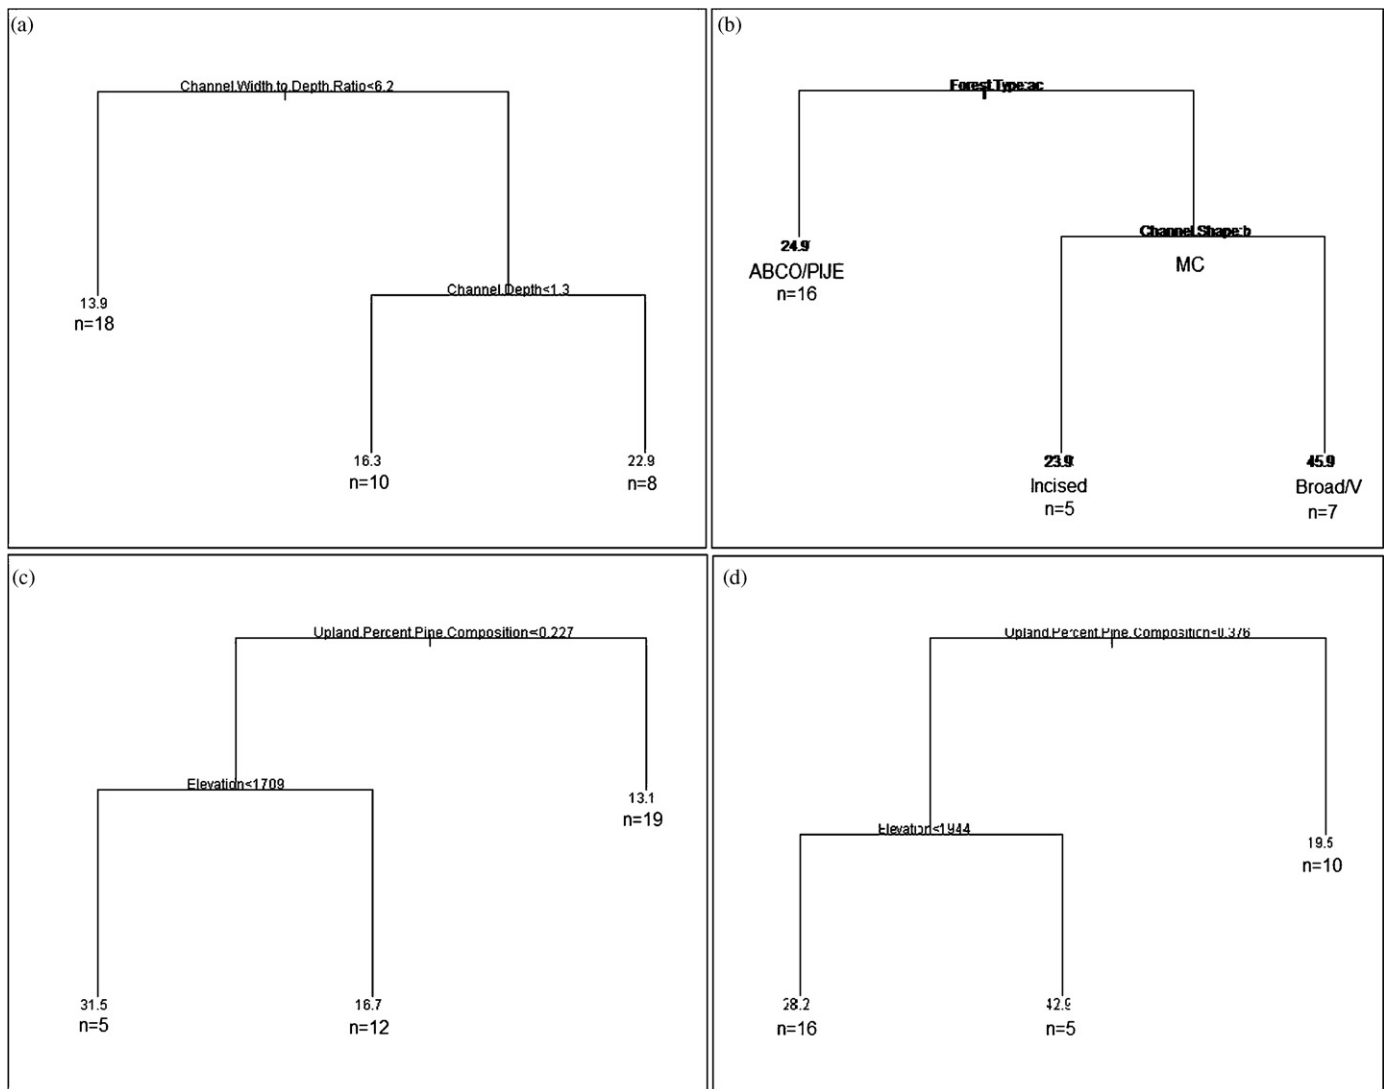 (a)
Channel.Width.to.Depth.Ratio<6.2
13.9
n=18
Channel.Depth<1.3
16.3
n=10
22.9
n=8
(b)
Forest.Type:ac
24.9
ABCO/PIJE
n=16
Channel.Shape:b
MC
23.9
Incised
n=5
45.9
Broad/V
n=7
(c)
Upland.Percent.Pine.Composition<0.227
Elevation<1709
13.1
n=19
31.5
n=5
16.7
n=12
(d)
Upland.Percent.Pine.Composition<0.376
Elevation<1944
19.5
n=10
28.2
n=16
42.9
n=5